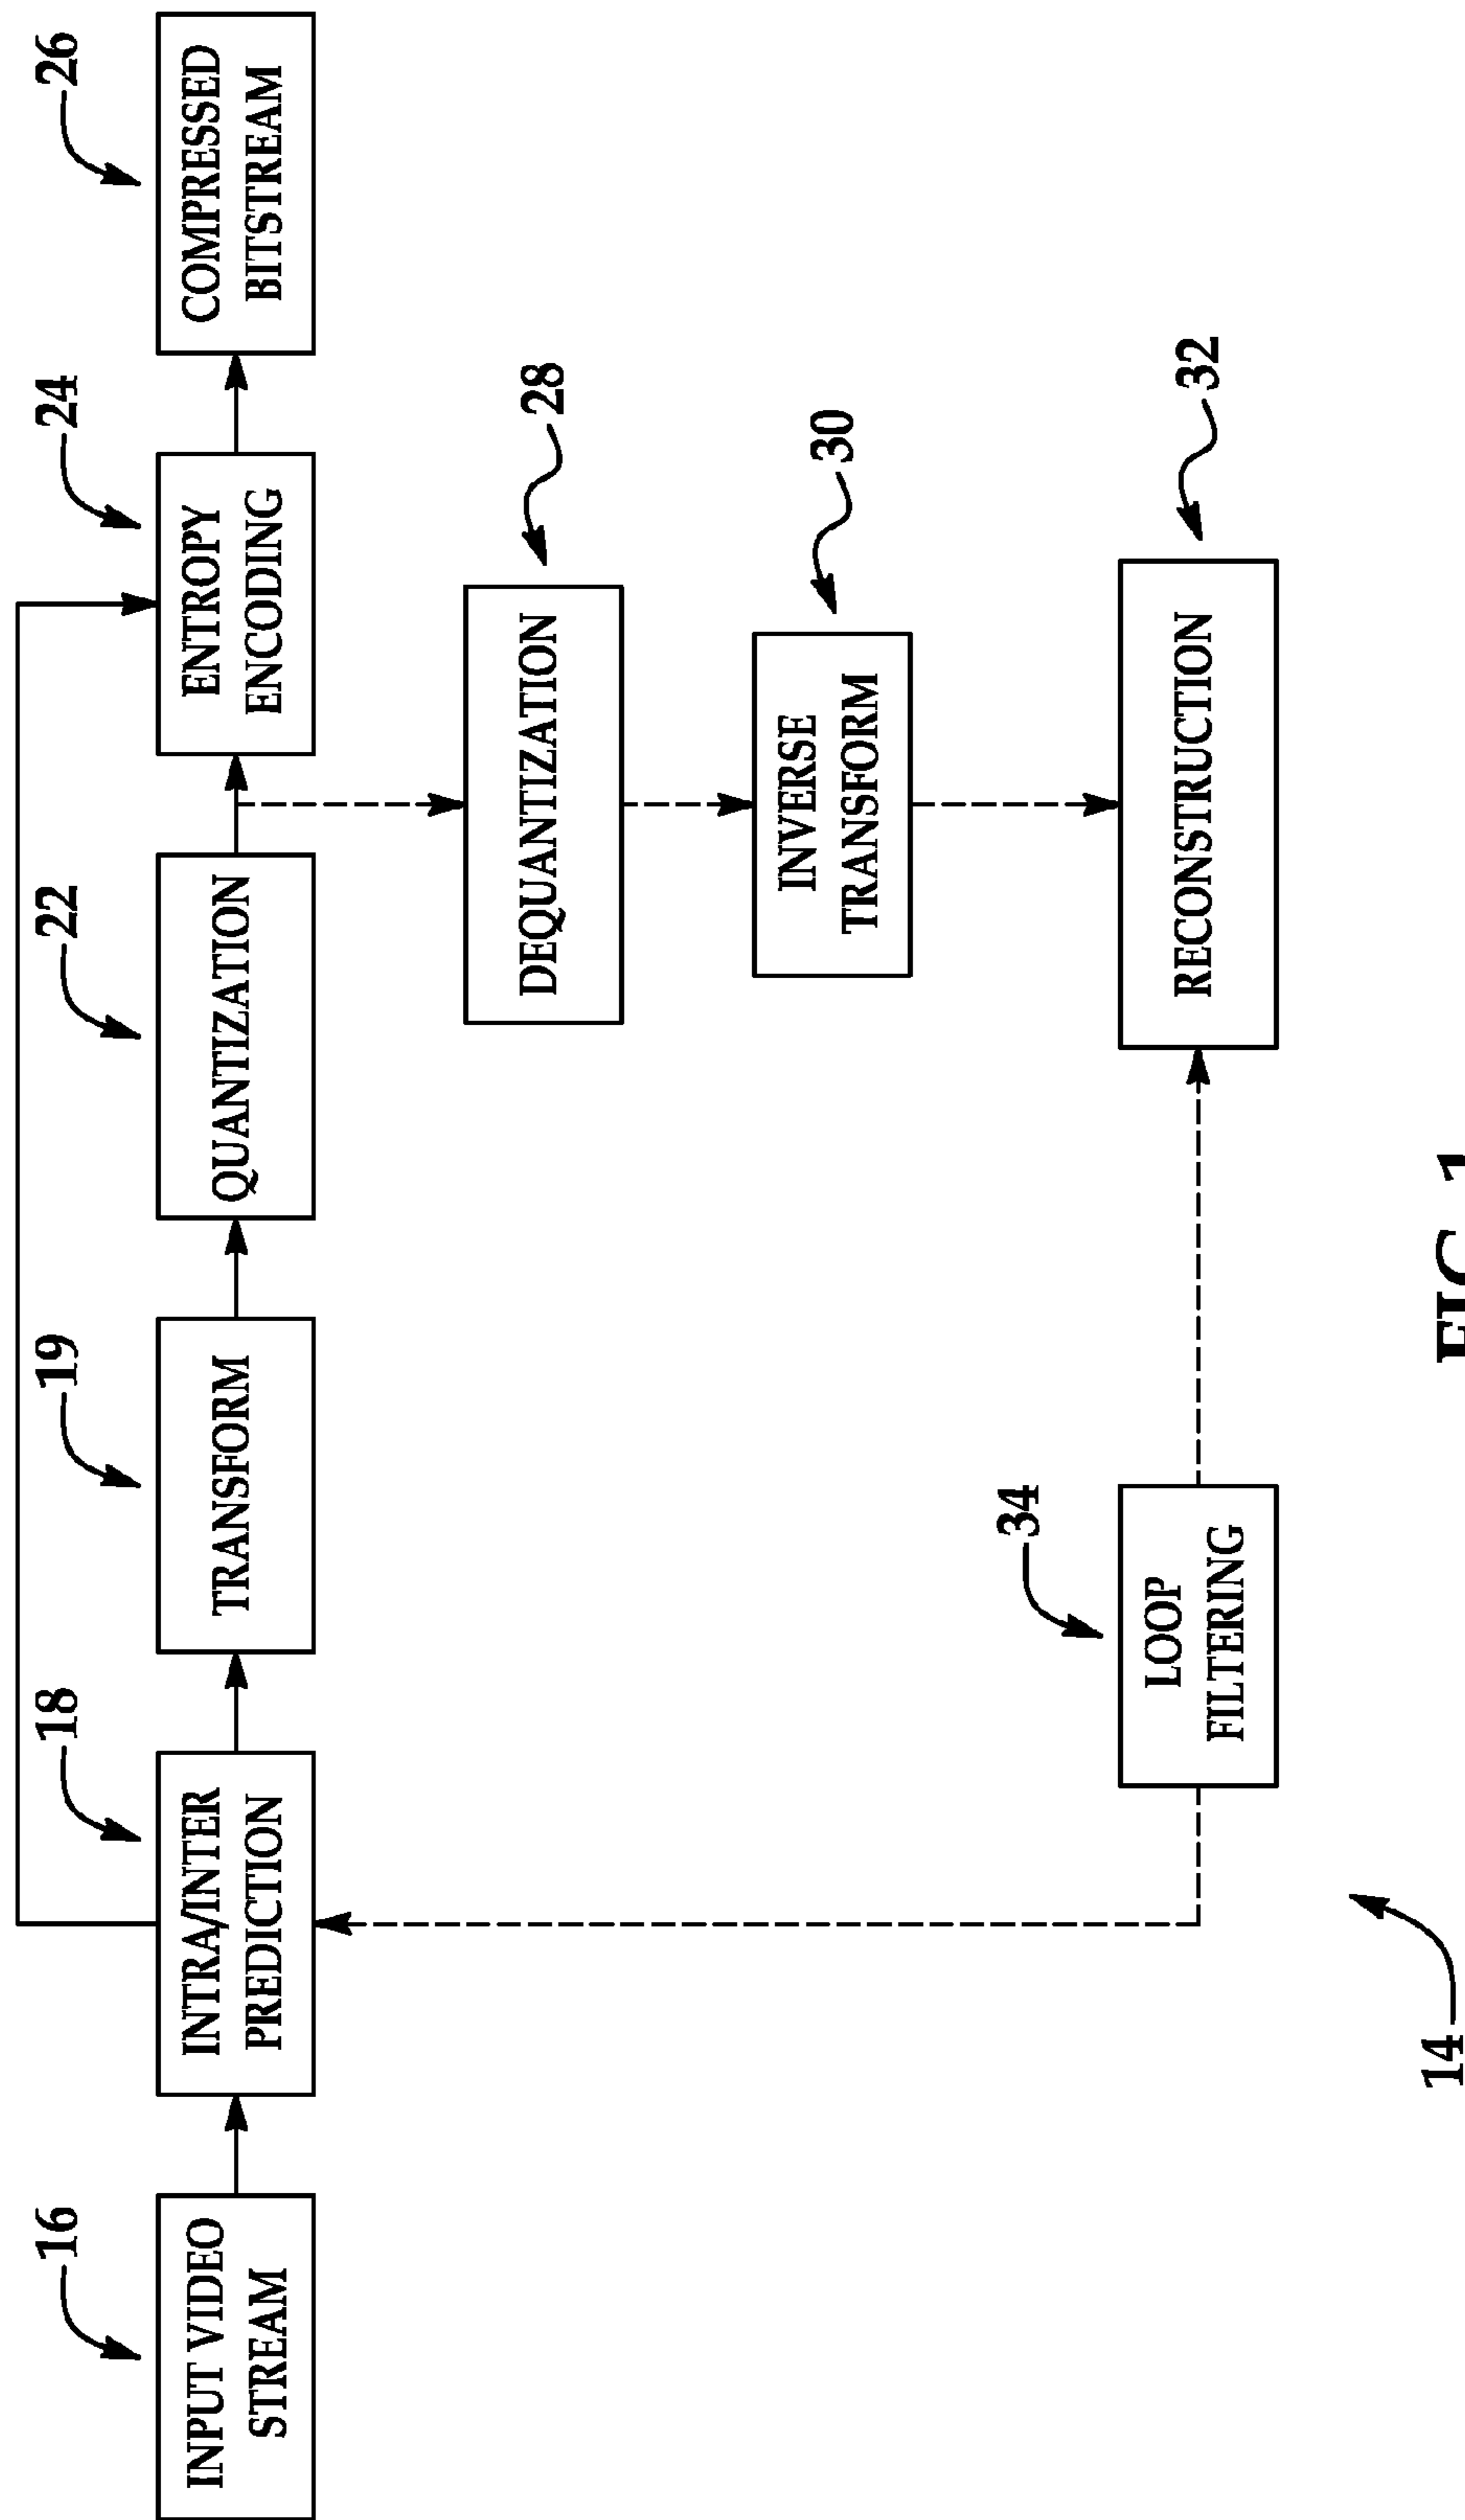 16
INPUT VIDEO
STREAM
18
INTRA/INTER
PREDICTION
19
TRANSFORM
22
QUANTIZATION
24
ENTROPY
ENCODING
26
COMPRESSED
BITSTREAM
28
DEQUANTIZATION
30
INVERSE
TRANSFORM
34
LOOP
FILTERING
32
RECONSTRUCTION
14